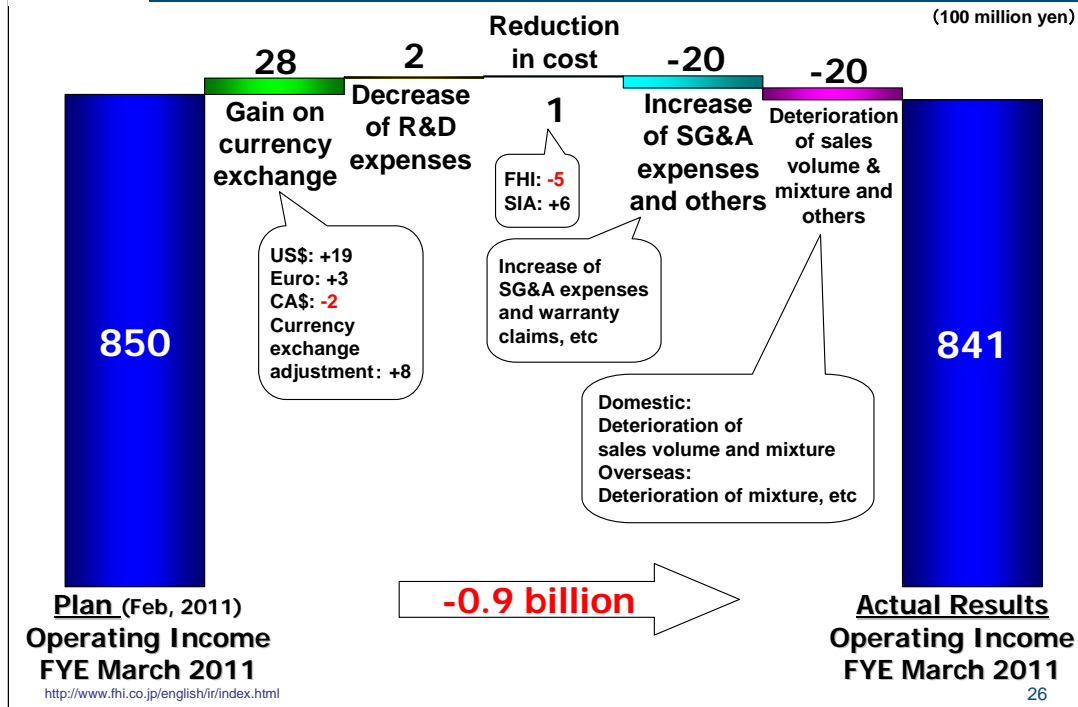 (100 million yen)
28
Gain on
currency
exchange
2
Decrease
of R&D
expenses
Reduction
in cost
1
-20
Increase
of SG&A
expenses
and others
-20
Deterioration
of sales
volume &
mixture and
others
FHI: -5
SIA: +6
US$: +19
Euro: +3
CA$: -2
Currency
exchange
adjustment: +8
Increase of
SG&A expenses
and warranty
claims, etc
850
841
Domestic:
Deterioration of
sales volume and mixture
Overseas:
Deterioration of mixture, etc
-0.9 billion
Plan (Feb, 2011)
Operating Income
FYE March 2011
Actual Results
Operating Income
FYE March 2011
http://www.fhi.co.jp/english/ir/index.html
26